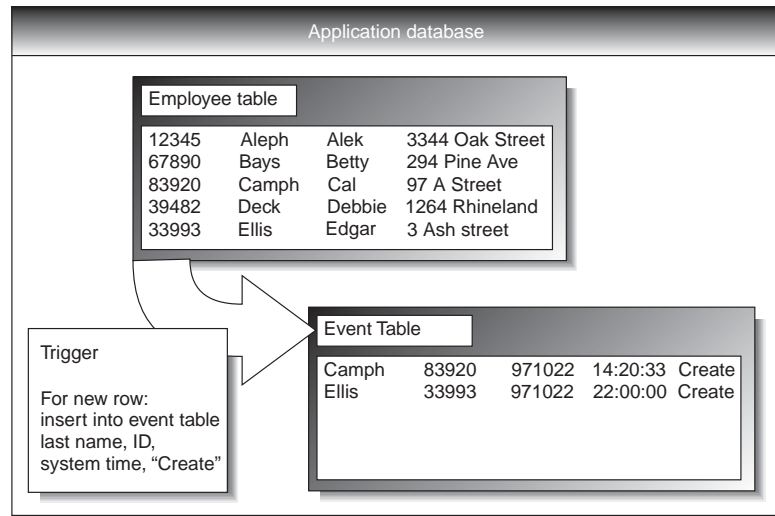 Application database
Employee table
12345 Aleph Alek 3344 Oak Street
67890 Bays Betty 294 Pine Ave
83920 Camph Cal 97 A Street
39482 Deck Debbie 1264 Rhineland
33993 Ellis Edgar 3 Ash street
Event Table
Camph 83920 971022 14:20:33 Create
Ellis 33993 971022 22:00:00 Create
Trigger
For new row:
insert into event table
last name, ID,
system time, “Create”